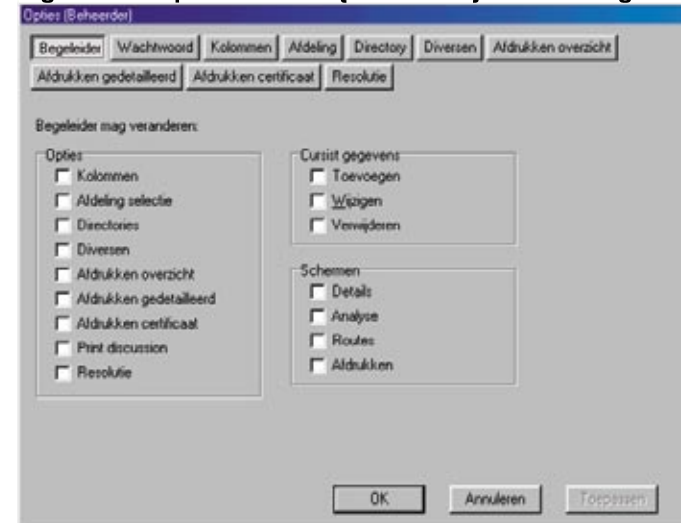 Opties (Beheerder)
Begeleider Wachtwoord Kolommen Afdeling Directory Diversen Afdrukken overzicht
Afdrukken gedetailleerd Afdrukken certificaat Resolutie
Begeleider mag veranderen:
Opties
Kolommen
Afdeling selectie
Directories
Diversen
Afdrukken overzicht
Afdrukken gedetailleerd
Afdrukken certificaat
Print discussion
Resolutie
Cursist gegevens
Toevoegen
Wijzigen
Verwijderen
Schermen
Details
Analyse
Routes
Afdrukken
OK Annuleren Toepassen